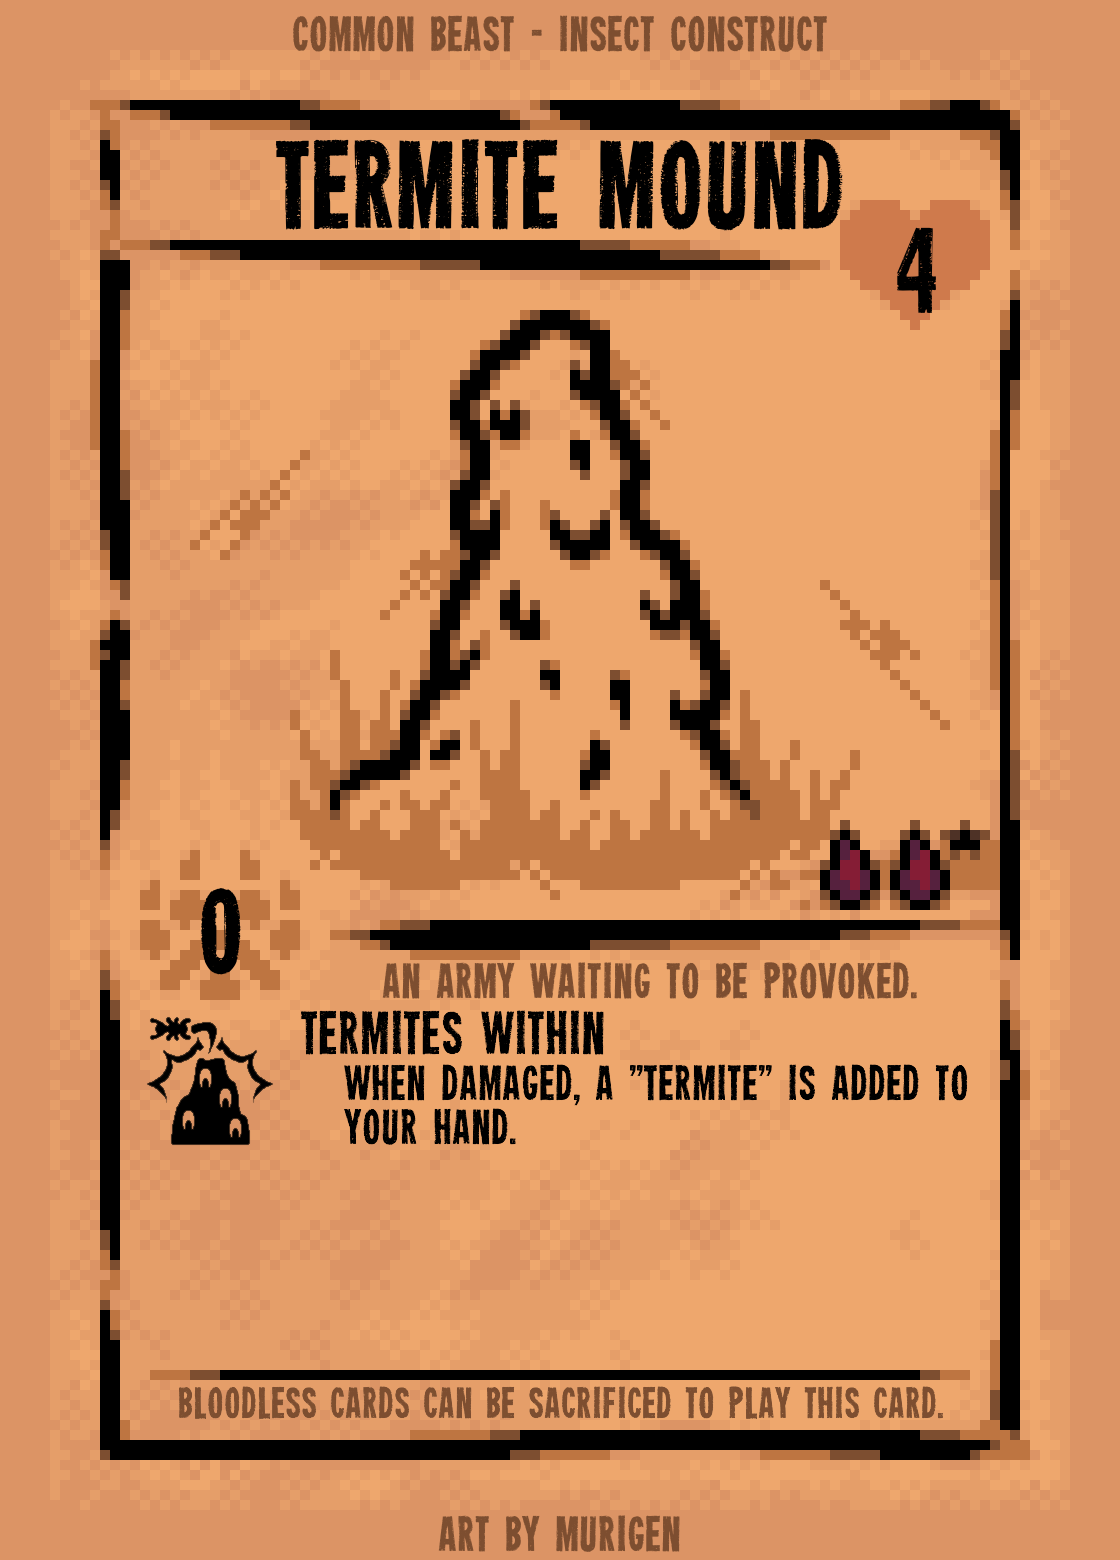 COMMON BEAST - INSECT CONSTRUCT
TERMITE MOUND
4
0
AN ARMY WAITING TO BE PROVOKED.
TERMITES WITHIN
WHEN DAMAGED, A "TERMITE" IS ADDED TO
YOUR HAND.
BLOODLESS CARDS CAN BE SACRIFICED TO PLAY THIS CARD.
ART BY MURIGEN